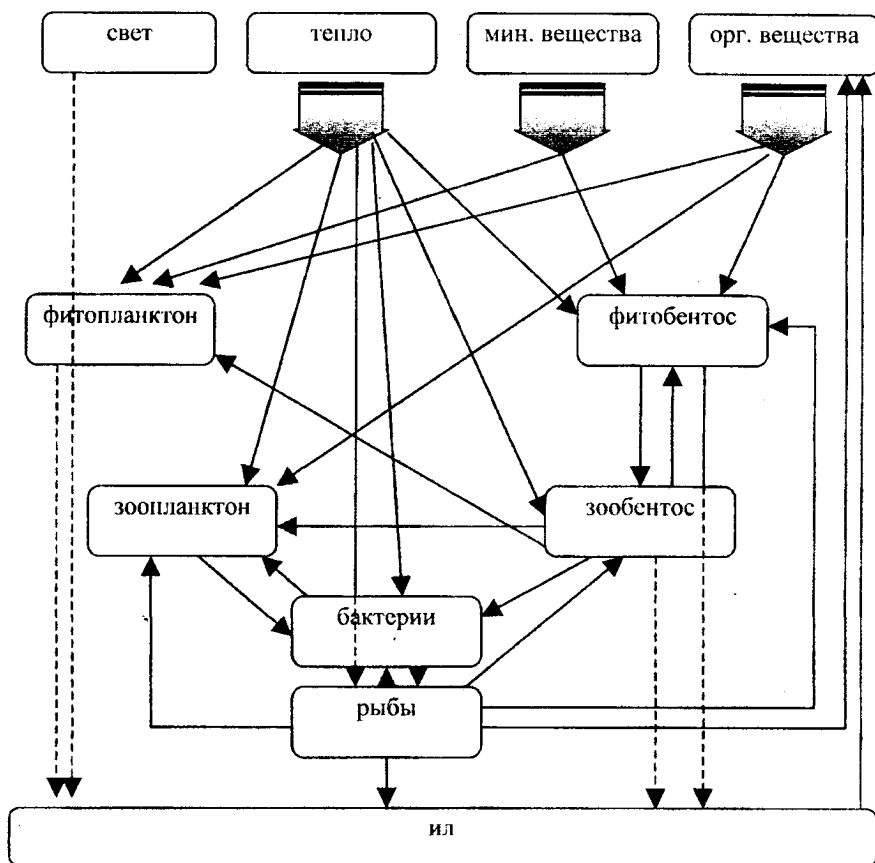 свет
тепло
мин. вещества
орг. вещества
фитопланктон
фитобентос
зоопланктон
зообентос
бактерии
рыбы
ил